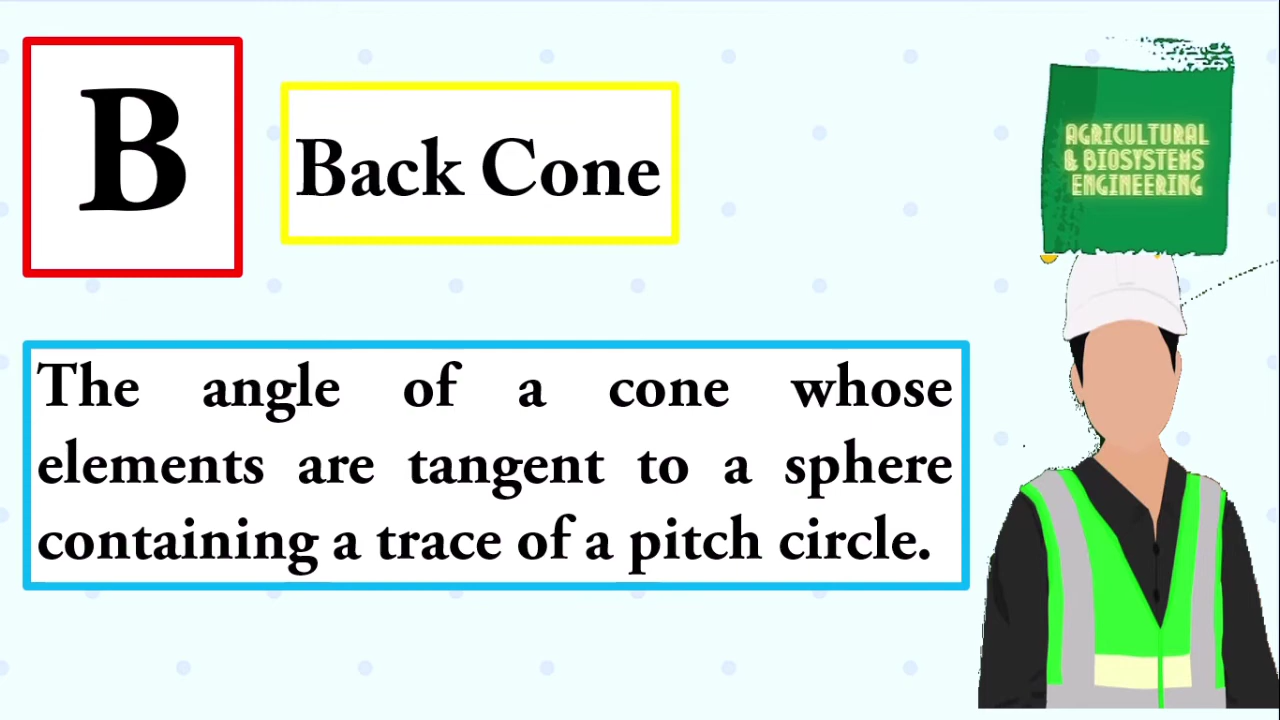 B
Back Cone
AGRICULTURAL
& BIOSYSTEMS
ENGINEERING
The angle of a cone whose
elements are tangent to a sphere
containing a trace of a pitch circle.